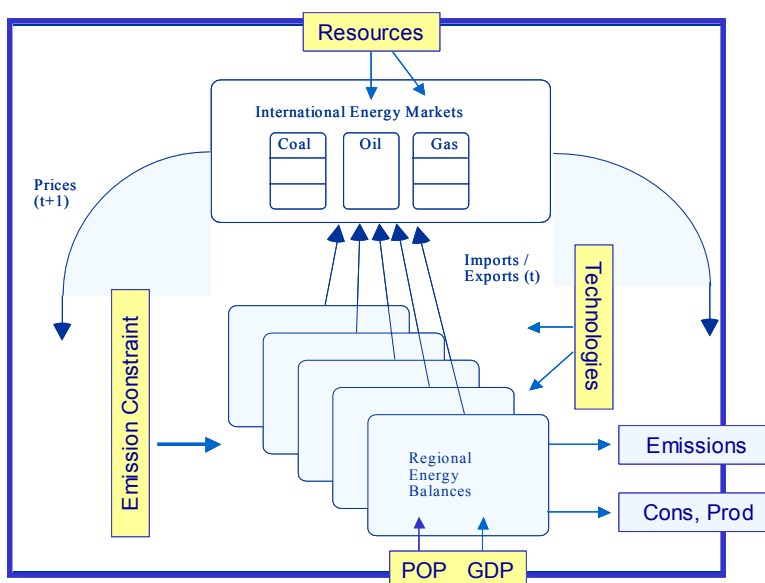 Resources
International Energy Markets
Coal
Oil
Gas
Prices
(t+1)
Imports /
Exports (t)
Technologies
Emission Constraint
Regional
Energy
Balances
Emissions
Cons, Prod
POP GDP